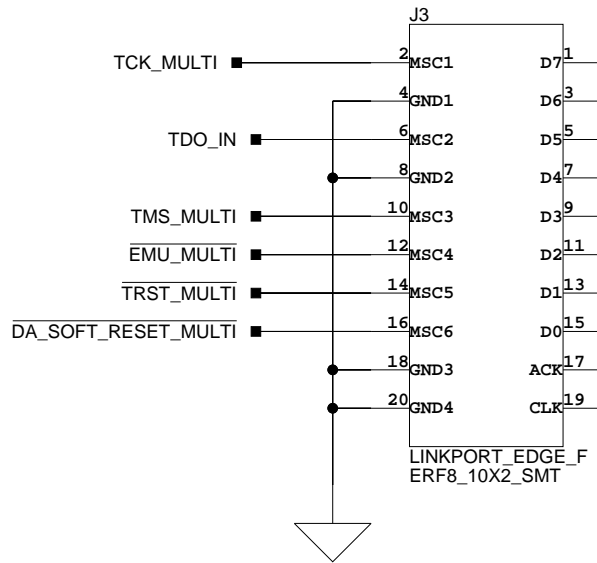 J3
TCK_MULTI 2 MSC1 D7 1
4 GND1 D6 3
TDO_IN 6 MSC2 D5 5
8 GND2 D4 7
TMS_MULTI 10 MSC3 D3 9
EMU_MULTI 12 MSC4 D2 11
TRST_MULTI 14 MSC5 D1 13
DA_SOFT_RESET_MULTI 16 MSC6 D0 15
18 GND3 ACK 17
20 GND4 CLK 19
LINKPORT_EDGE_F
ERF8_10X2_SMT